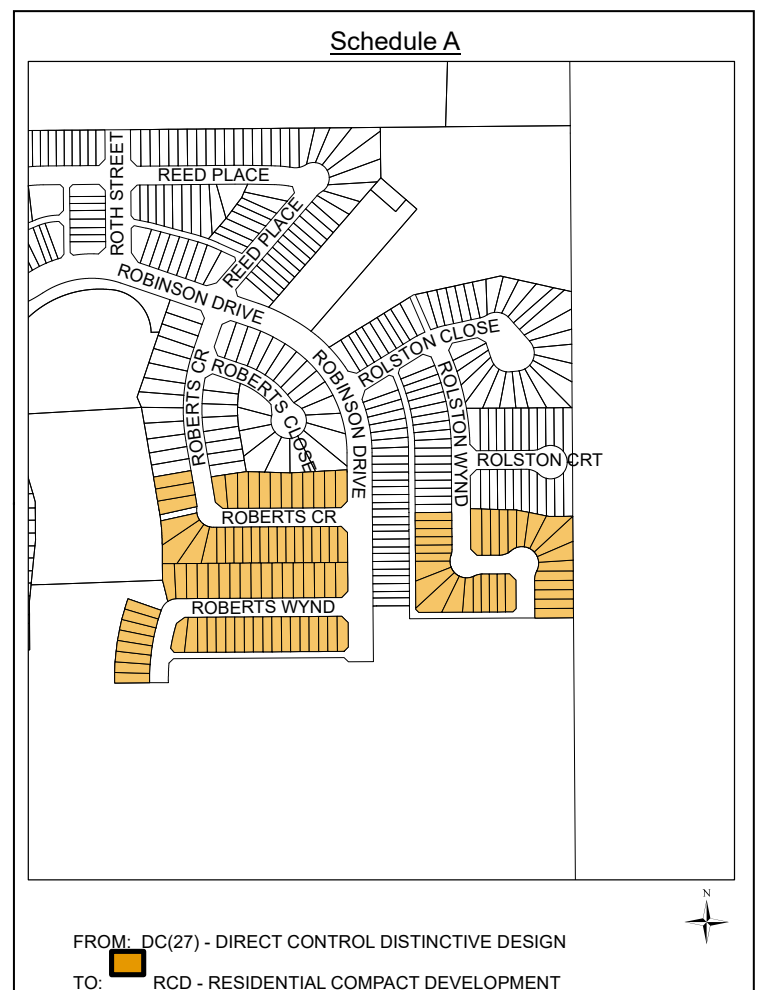 Schedule A
ROTH STREET
REED PLACE
REED PLACE
ROBINSON DRIVE
ROLSTON CLOSE
ROBINSON DRIVE
ROBERTS CR
ROBERTS CLOSE
ROLSTON WYND
ROLSTON CRT
ROBERTS CR
ROBERTS WYND
N
FROM: DC(27) - DIRECT CONTROL DISTINCTIVE DESIGN
TO: RCD - RESIDENTIAL COMPACT DEVELOPMENT